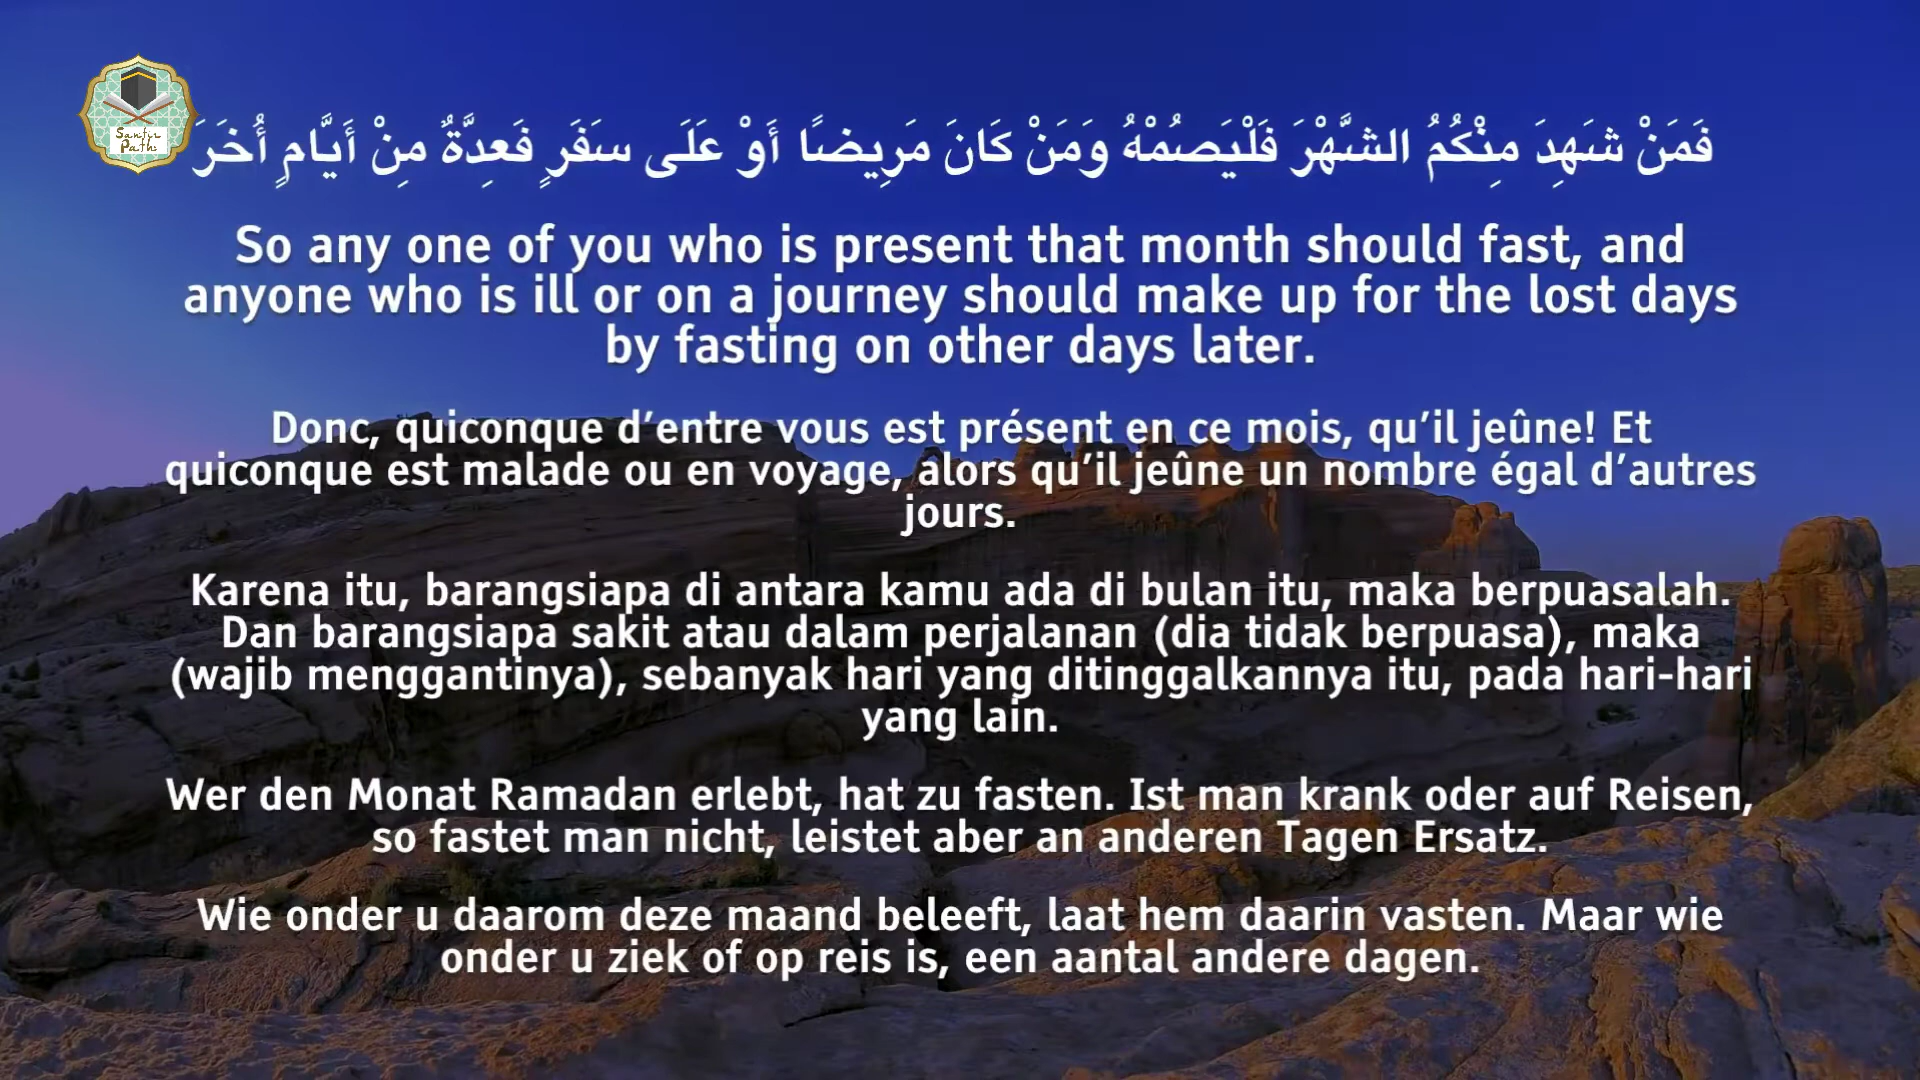 Santri
Path
فَمَنْ شَهِدَ مِنْكُمُ الشَّهْرَ فَلْيَصُمْهُ وَمَنْ كَانَ مَرِيضًا أَوْ عَلَى سَفَرٍ فَعِدَّةٌ مِنْ أَيَّامٍ أُخَرَ
So any one of you who is present that month should fast, and
anyone who is ill or on a journey should make up for the lost days
by fasting on other days later.
Donc, quiconque d’entre vous est présent en ce mois, qu’il jeûne! Et
quiconque est malade ou en voyage, alors qu’il jeûne un nombre égal d’autres
jours.
Karena itu, barangsiapa di antara kamu ada di bulan itu, maka berpuasalah.
Dan barangsiapa sakit atau dalam perjalanan (dia tidak berpuasa), maka
(wajib menggantinya), sebanyak hari yang ditinggalkannya itu, pada hari-hari
yang lain.
Wer den Monat Ramadan erlebt, hat zu fasten. Ist man krank oder auf Reisen,
so fastet man nicht, leistet aber an anderen Tagen Ersatz.
Wie onder u daarom deze maand beleeft, laat hem daarin vasten. Maar wie
onder u ziek of op reis is, een aantal andere dagen.